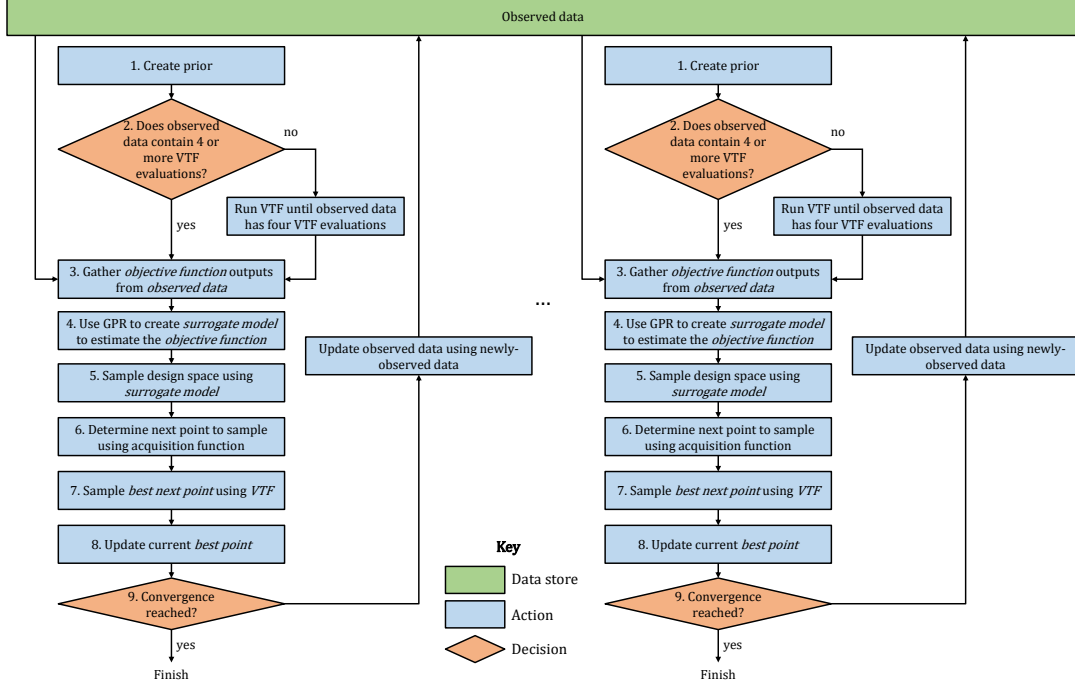 Observed data
1. Create prior
2. Does observed
data contain 4 or
more VTF
evaluations?
no
Run VTF until observed data
has four VTF evaluations
yes
3. Gather objective function outputs
from observed data
4. Use GPR to create surrogate model
to estimate the objective function
Update observed data using newly-
observed data
5. Sample design space using
surrogate model
6. Determine next point to sample
using acquisition function
7. Sample best next point using VTF
8. Update current best point
9. Convergence
reached?
yes
Finish
...
1. Create prior
2. Does observed
data contain 4 or
more VTF
evaluations?
no
Run VTF until observed data
has four VTF evaluations
yes
3. Gather objective function outputs
from observed data
4. Use GPR to create surrogate model
to estimate the objective function
Update observed data using newly-
observed data
5. Sample design space using
surrogate model
6. Determine next point to sample
using acquisition function
7. Sample best next point using VTF
8. Update current best point
9. Convergence
reached?
yes
Finish
Key
Data store
Action
Decision